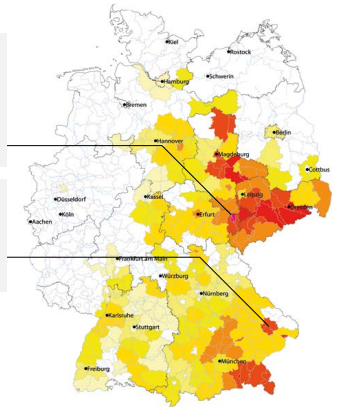 Kiel
Rostock
Schwerin
Hamburg
Bremen
Berlin
Hannover
Magdeburg
Cottbus
Leipzig
Düsseldorf
Kassel
Dresden
Köln
Erfurt
Aachen
Frankfurt am Main
Würzburg
Nürnberg
Karlsruhe
Stuttgart
München
Freiburg